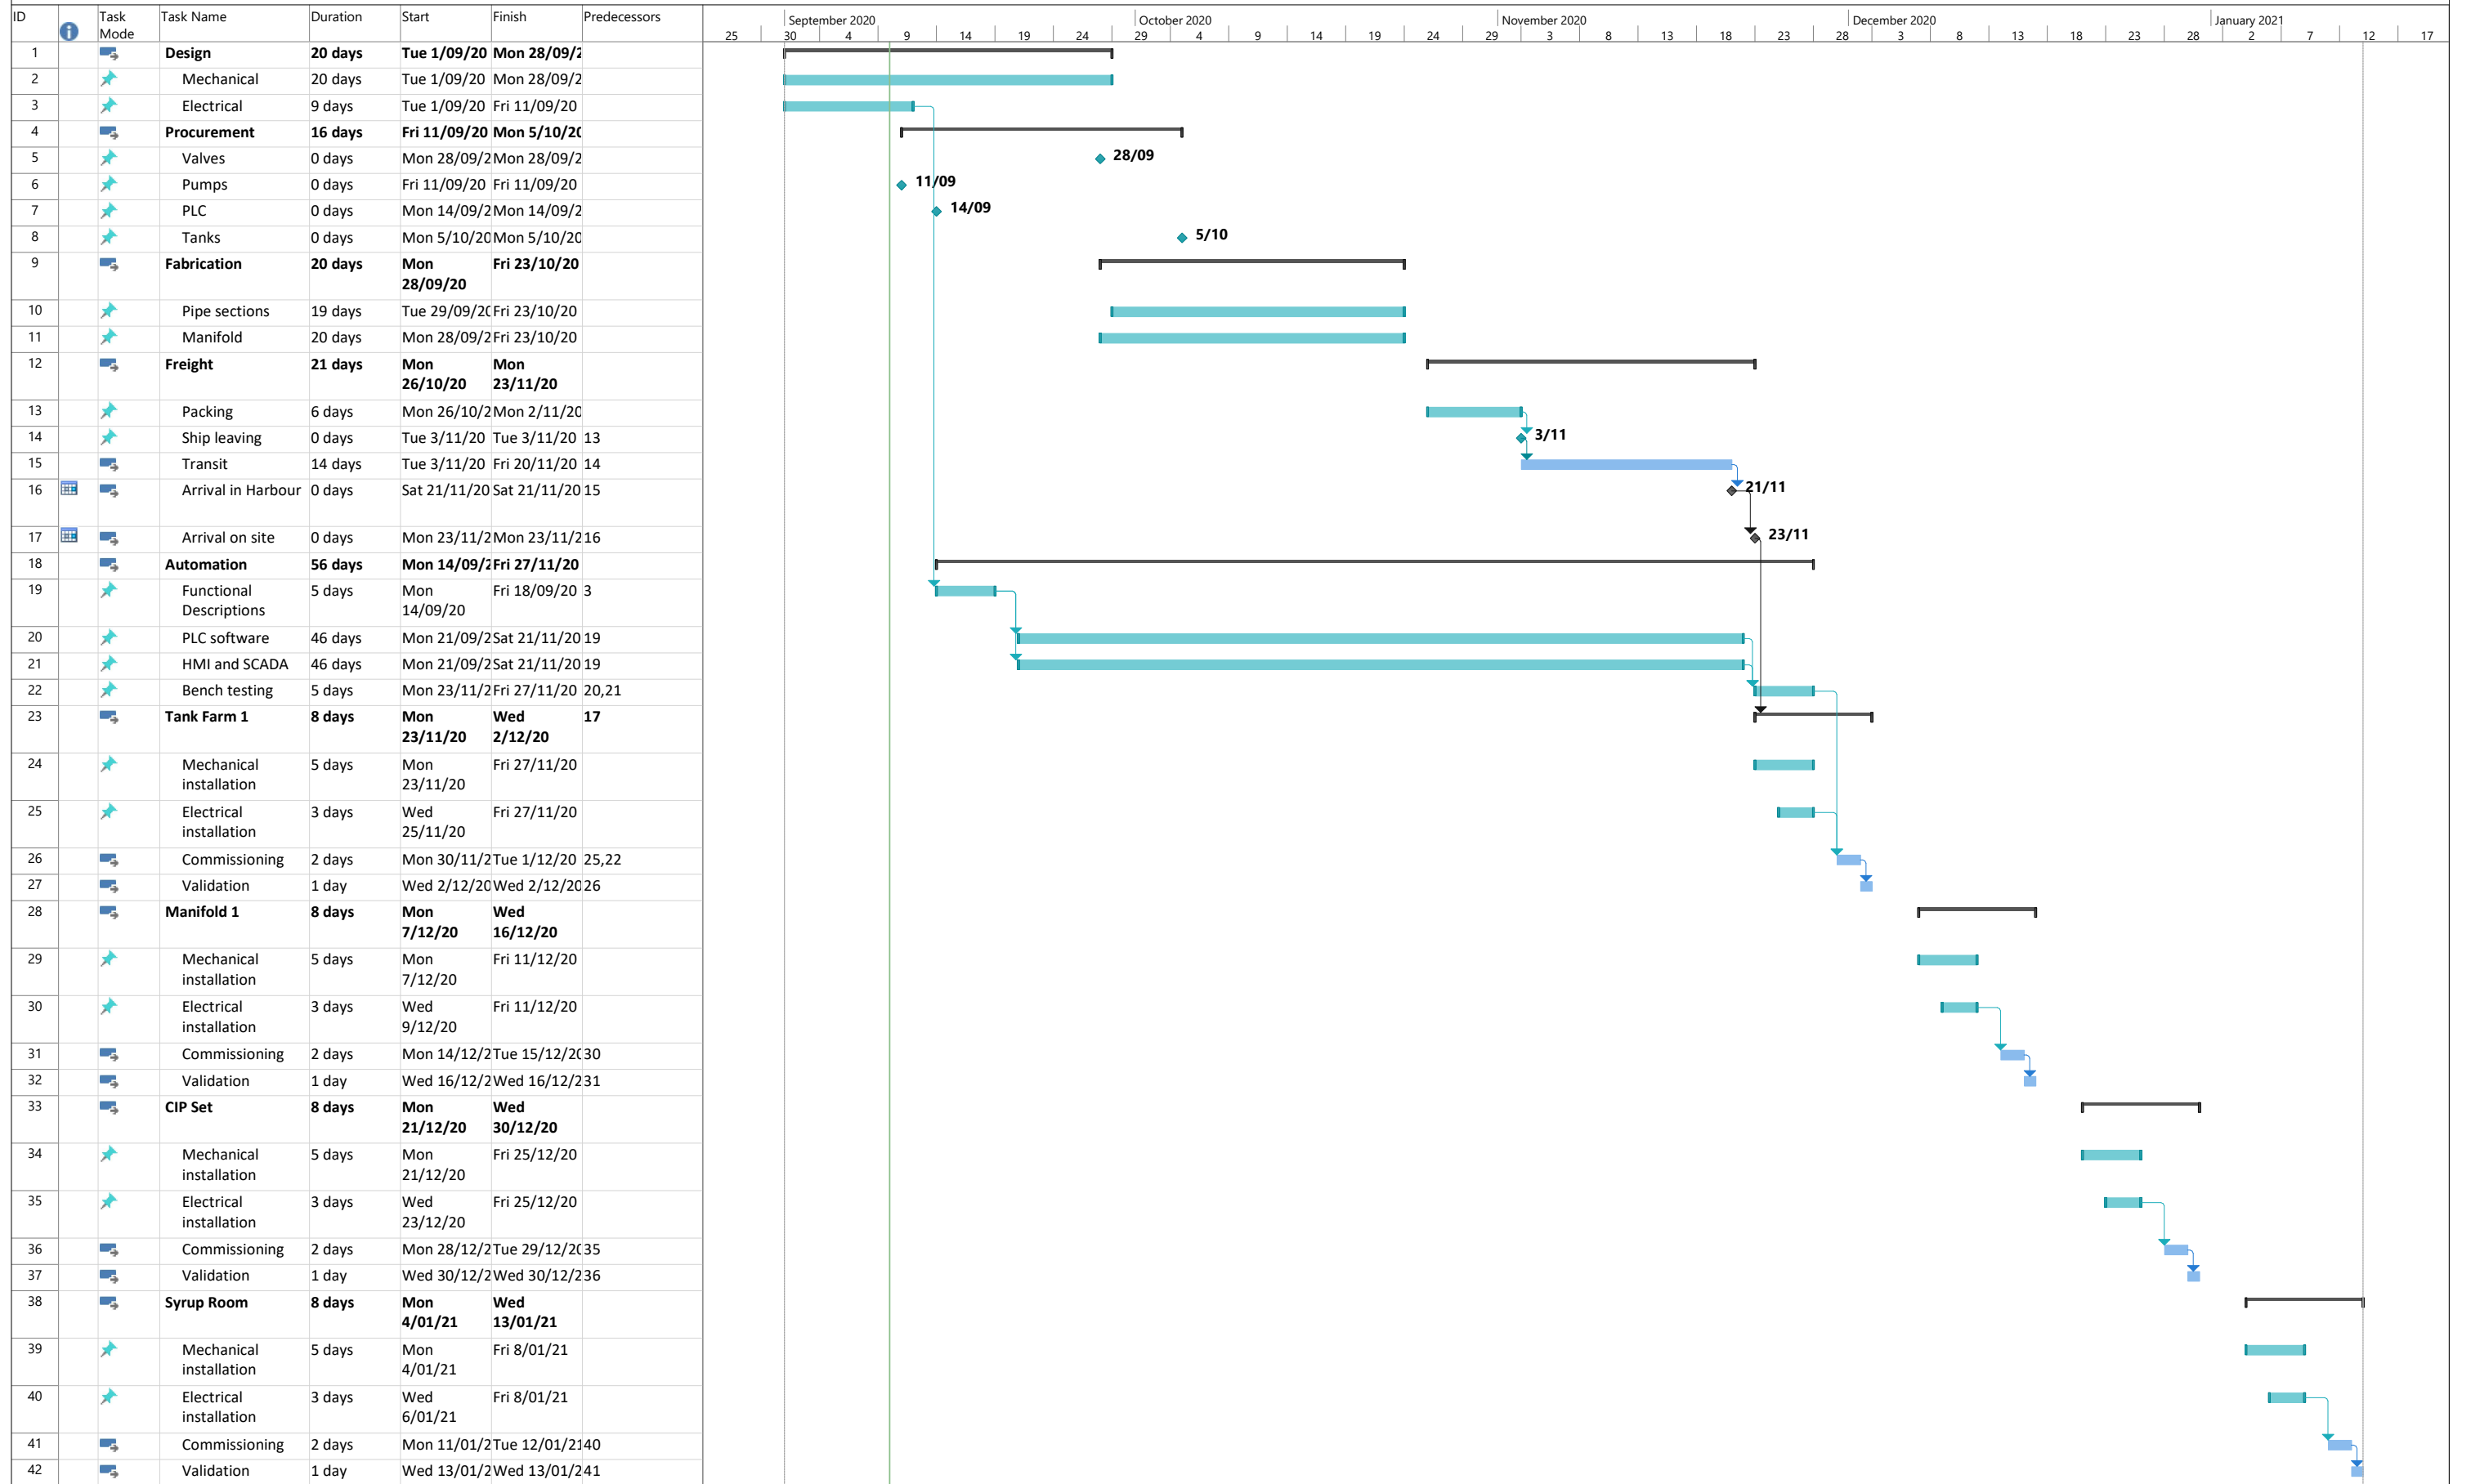 ID Task Mode Task Name Duration Start Finish Predecessors
September 2020 October 2020 November 2020 December 2020 January 2021
25 30 4 9 14 19 24 29 4 9 14 19 24 29 3 8 13 18 23 28 3 8 13 18 23 28 2 7 12 17
1 Design 20 days Tue 1/09/20 Mon 28/09/2
2 Mechanical 20 days Tue 1/09/20 Mon 28/09/2
3 Electrical 9 days Tue 1/09/20 Fri 11/09/20
4 Procurement 16 days Fri 11/09/20 Mon 5/10/20
5 Valves 0 days Mon 28/09/2 Mon 28/09/2 28/09
6 Pumps 0 days Fri 11/09/20 Fri 11/09/20 11/09
7 PLC 0 days Mon 14/09/2 Mon 14/09/2 14/09
8 Tanks 0 days Mon 5/10/20 Mon 5/10/20 5/10
9 Fabrication 20 days Mon 28/09/20 Fri 23/10/20
10 Pipe sections 19 days Tue 29/09/20 Fri 23/10/20
11 Manifold 20 days Mon 28/09/2 Fri 23/10/20
12 Freight 21 days Mon 26/10/20 Mon 23/11/20
13 Packing 6 days Mon 26/10/2 Mon 2/11/20
14 Ship leaving 0 days Tue 3/11/20 Tue 3/11/20 13 3/11
15 Transit 14 days Tue 3/11/20 Fri 20/11/20 14
16 Arrival in Harbour 0 days Sat 21/11/20 Sat 21/11/20 15 21/11
17 Arrival on site 0 days Mon 23/11/2 Mon 23/11/2 16 23/11
18 Automation 56 days Mon 14/09/2 Fri 27/11/20
19 Functional Descriptions 5 days Mon 14/09/20 Fri 18/09/20 3
20 PLC software 46 days Mon 21/09/2 Sat 21/11/20 19
21 HMI and SCADA 46 days Mon 21/09/2 Sat 21/11/20 19
22 Bench testing 5 days Mon 23/11/2 Fri 27/11/20 20,21
23 Tank Farm 1 8 days Mon 23/11/20 Wed 2/12/20 17
24 Mechanical installation 5 days Mon 23/11/20 Fri 27/11/20
25 Electrical installation 3 days Wed 25/11/20 Fri 27/11/20
26 Commissioning 2 days Mon 30/11/2 Tue 1/12/20 25,22
27 Validation 1 day Wed 2/12/20 Wed 2/12/20 26
28 Manifold 1 8 days Mon 7/12/20 Wed 16/12/20
29 Mechanical installation 5 days Mon 7/12/20 Fri 11/12/20
30 Electrical installation 3 days Wed 9/12/20 Fri 11/12/20
31 Commissioning 2 days Mon 14/12/2 Tue 15/12/20 30
32 Validation 1 day Wed 16/12/2 Wed 16/12/2 31
33 CIP Set 8 days Mon 21/12/20 Wed 30/12/20
34 Mechanical installation 5 days Mon 21/12/20 Fri 25/12/20
35 Electrical installation 3 days Wed 23/12/20 Fri 25/12/20
36 Commissioning 2 days Mon 28/12/2 Tue 29/12/20 35
37 Validation 1 day Wed 30/12/2 Wed 30/12/2 36
38 Syrup Room 8 days Mon 4/01/21 Wed 13/01/21
39 Mechanical installation 5 days Mon 4/01/21 Fri 8/01/21
40 Electrical installation 3 days Wed 6/01/21 Fri 8/01/21
41 Commissioning 2 days Mon 11/01/2 Tue 12/01/21 40
42 Validation 1 day Wed 13/01/2 Wed 13/01/2 41